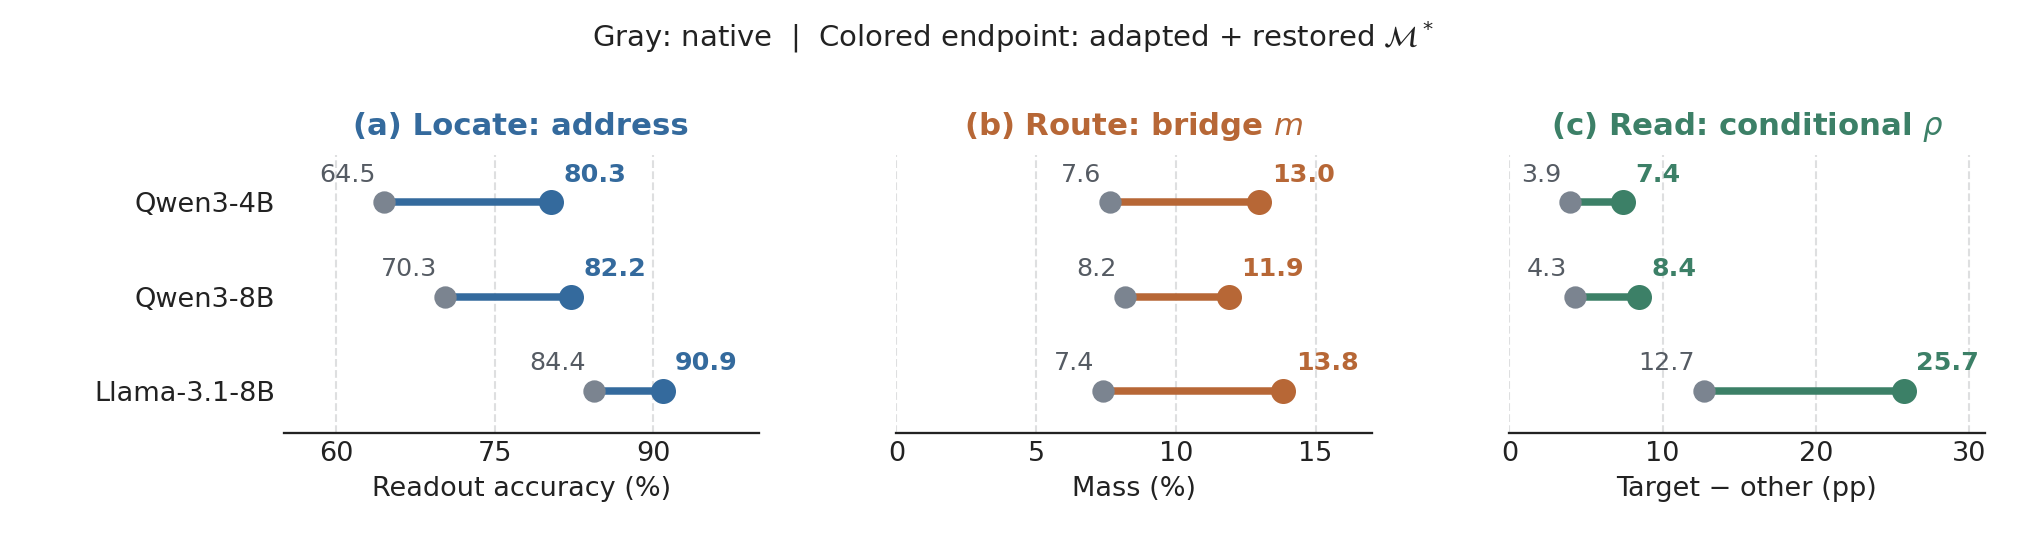 Gray: native | Colored endpoint: adapted + restored ℳ*
(a) Locate: address
(b) Route: bridge m
(c) Read: conditional ρ
Qwen3-4B
64.5
80.3
7.6
13.0
3.9
7.4
Qwen3-8B
70.3
82.2
8.2
11.9
4.3
8.4
Llama-3.1-8B
84.4
90.9
7.4
13.8
12.7
25.7
60 75 90
0 5 10 15
0 10 20 30
Readout accuracy (%)
Mass (%)
Target − other (pp)